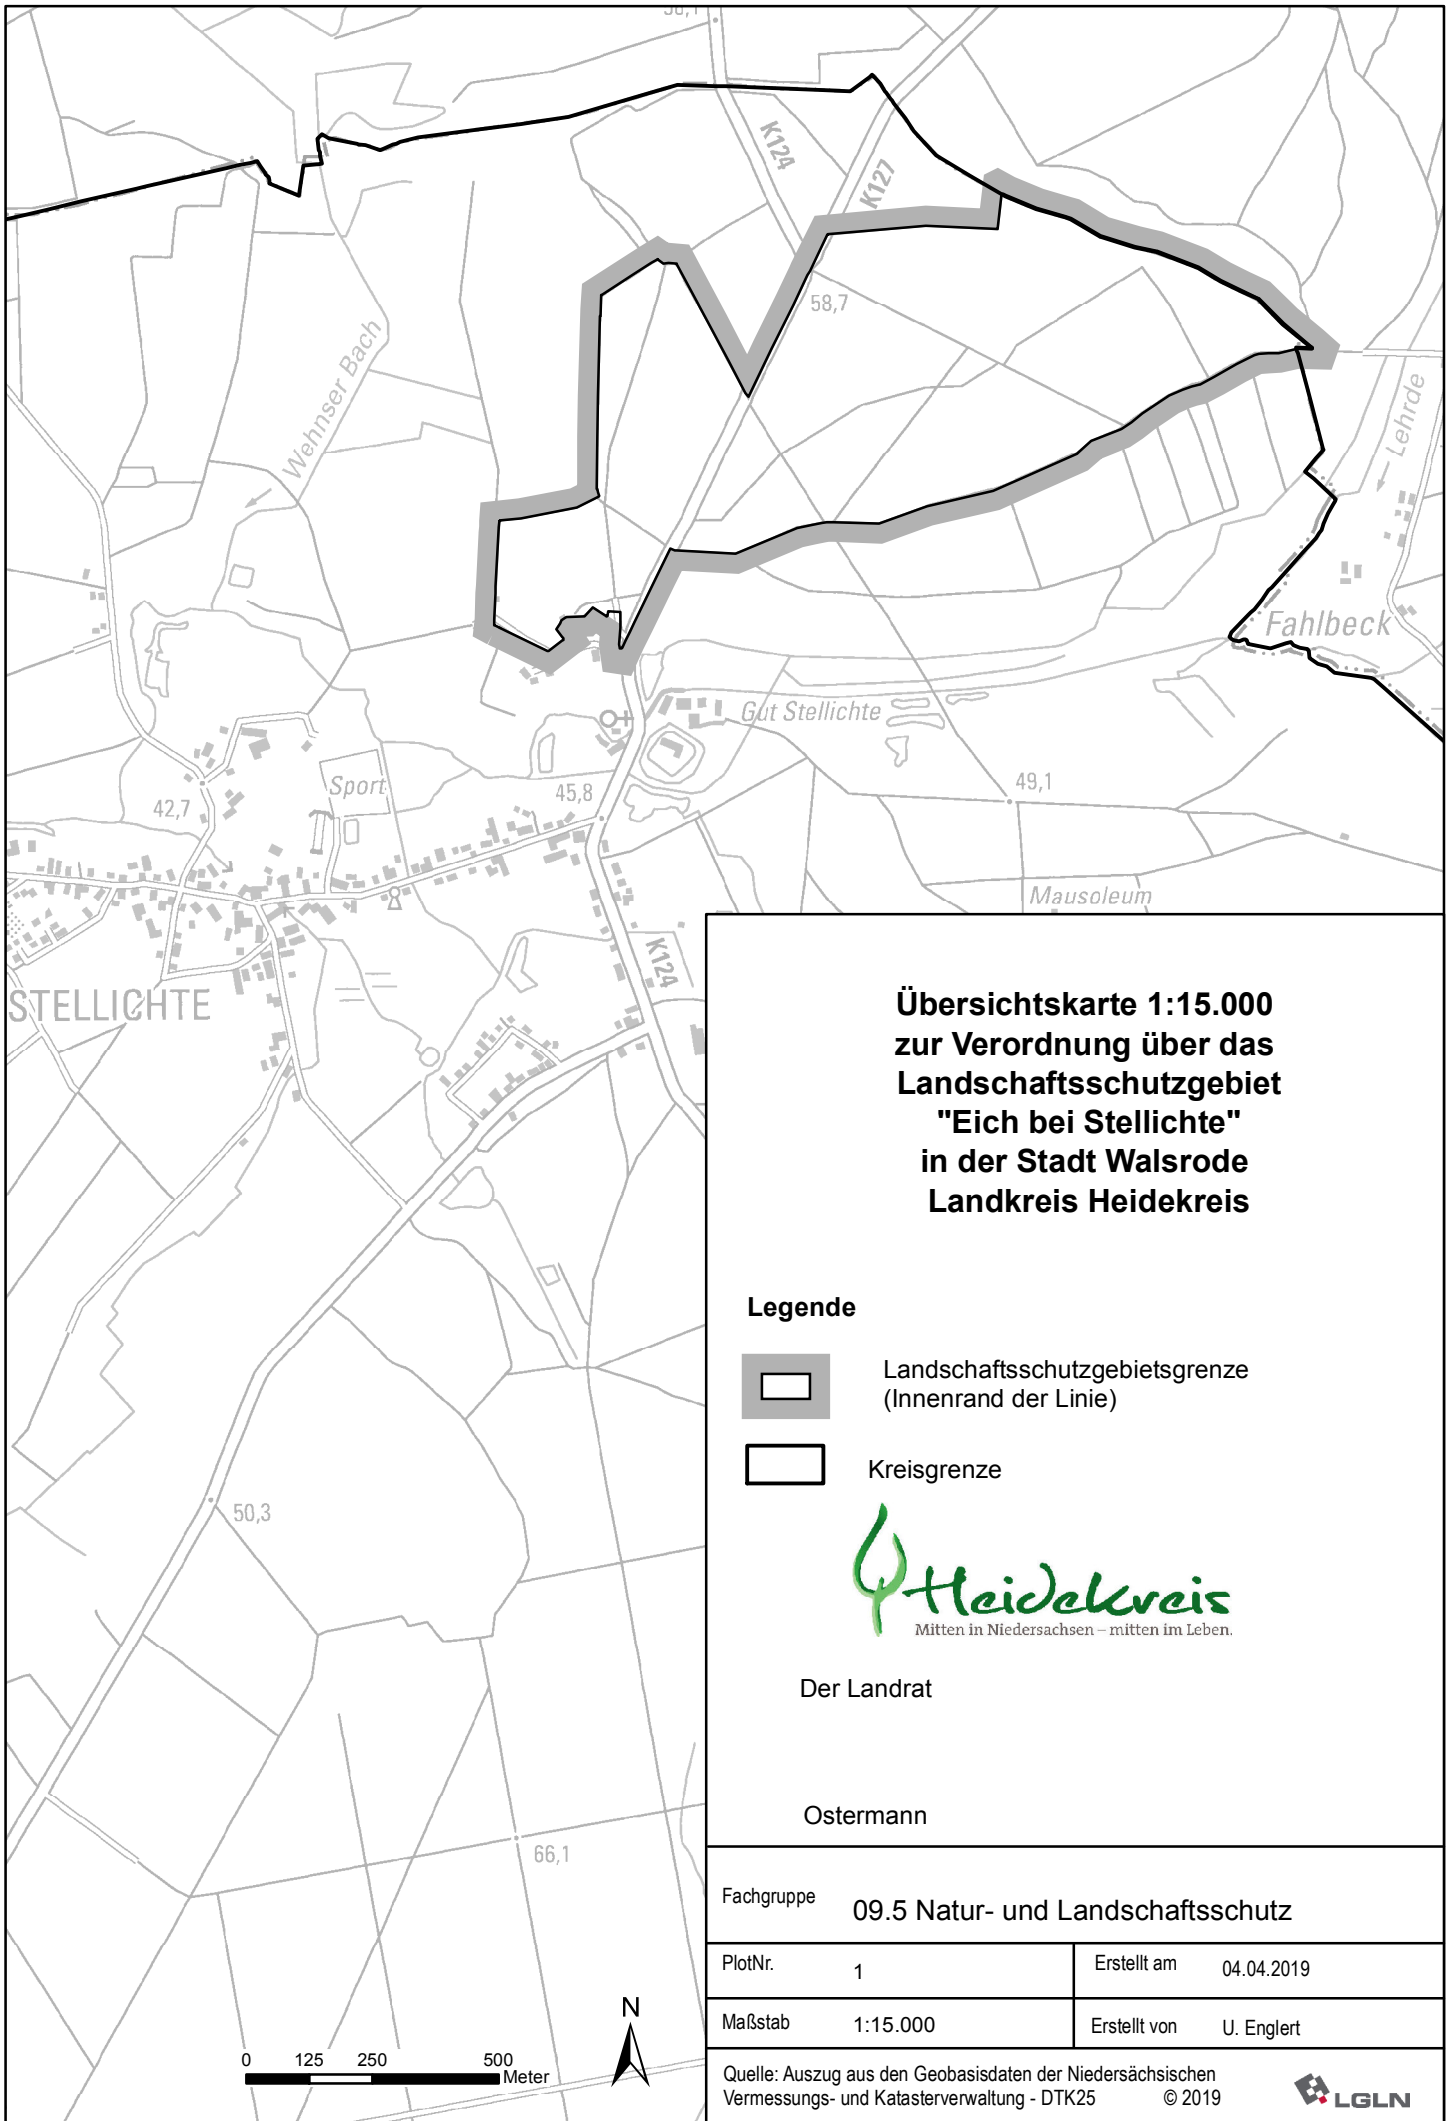 K124
K127
58,7
Wehnser Bach
Lehrde
Fahlbeck
Gut Stellichte
Sport
42,7
45,8
49,1
Mausoleum
K124
STELLICHTE
50,3
66,1
Übersichtskarte 1:15.000
zur Verordnung über das
Landschaftsschutzgebiet
"Eich bei Stellichte"
in der Stadt Walsrode
Landkreis Heidekreis
Legende
Landschaftsschutzgebietsgrenze
(Innenrand der Linie)
Kreisgrenze
Heidekreis
Mitten in Niedersachsen – mitten im Leben.
Der Landrat
Ostermann
Fachgruppe 09.5 Natur- und Landschaftsschutz
PlotNr. 1 Erstellt am 04.04.2019
Maßstab 1:15.000 Erstellt von U. Englert
Quelle: Auszug aus den Geobasisdaten der Niedersächsischen
Vermessungs- und Katasterverwaltung - DTK25 © 2019
LGLN
N
0 125 250 500
Meter